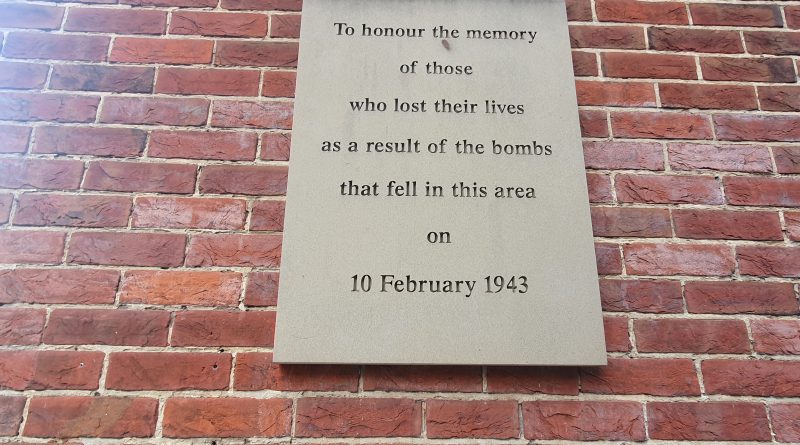 To honour the memory
of those
who lost their lives
as a result of the bombs
that fell in this area
on
10 February 1943